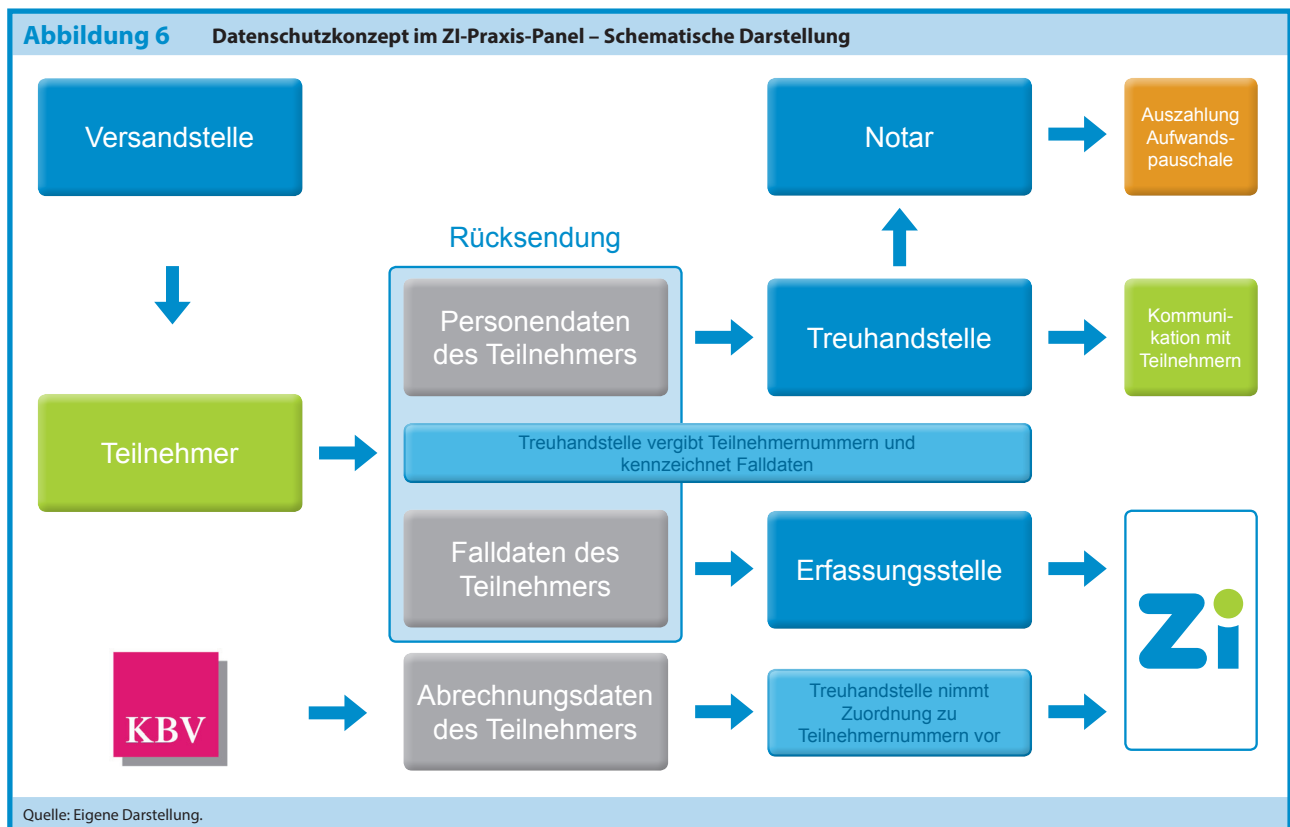 Abbildung 6 Datenschutzkonzept im ZI-Praxis-Panel – Schematische Darstellung
Versandstelle
Notar
Auszahlung
Aufwands-
pauschale
Rücksendung
Personendaten
des Teilnehmers
Treuhandstelle
Kommuni-
kation mit
Teilnehmern
Teilnehmer
Treuhandstelle vergibt Teilnehmernummern und
kennzeichnet Falldaten
Falldaten des
Teilnehmers
Erfassungsstelle
Zi
KBV
Abrechnungsdaten
des Teilnehmers
Treuhandstelle nimmt
Zuordnung zu
Teilnehmernummern vor
Quelle: Eigene Darstellung.